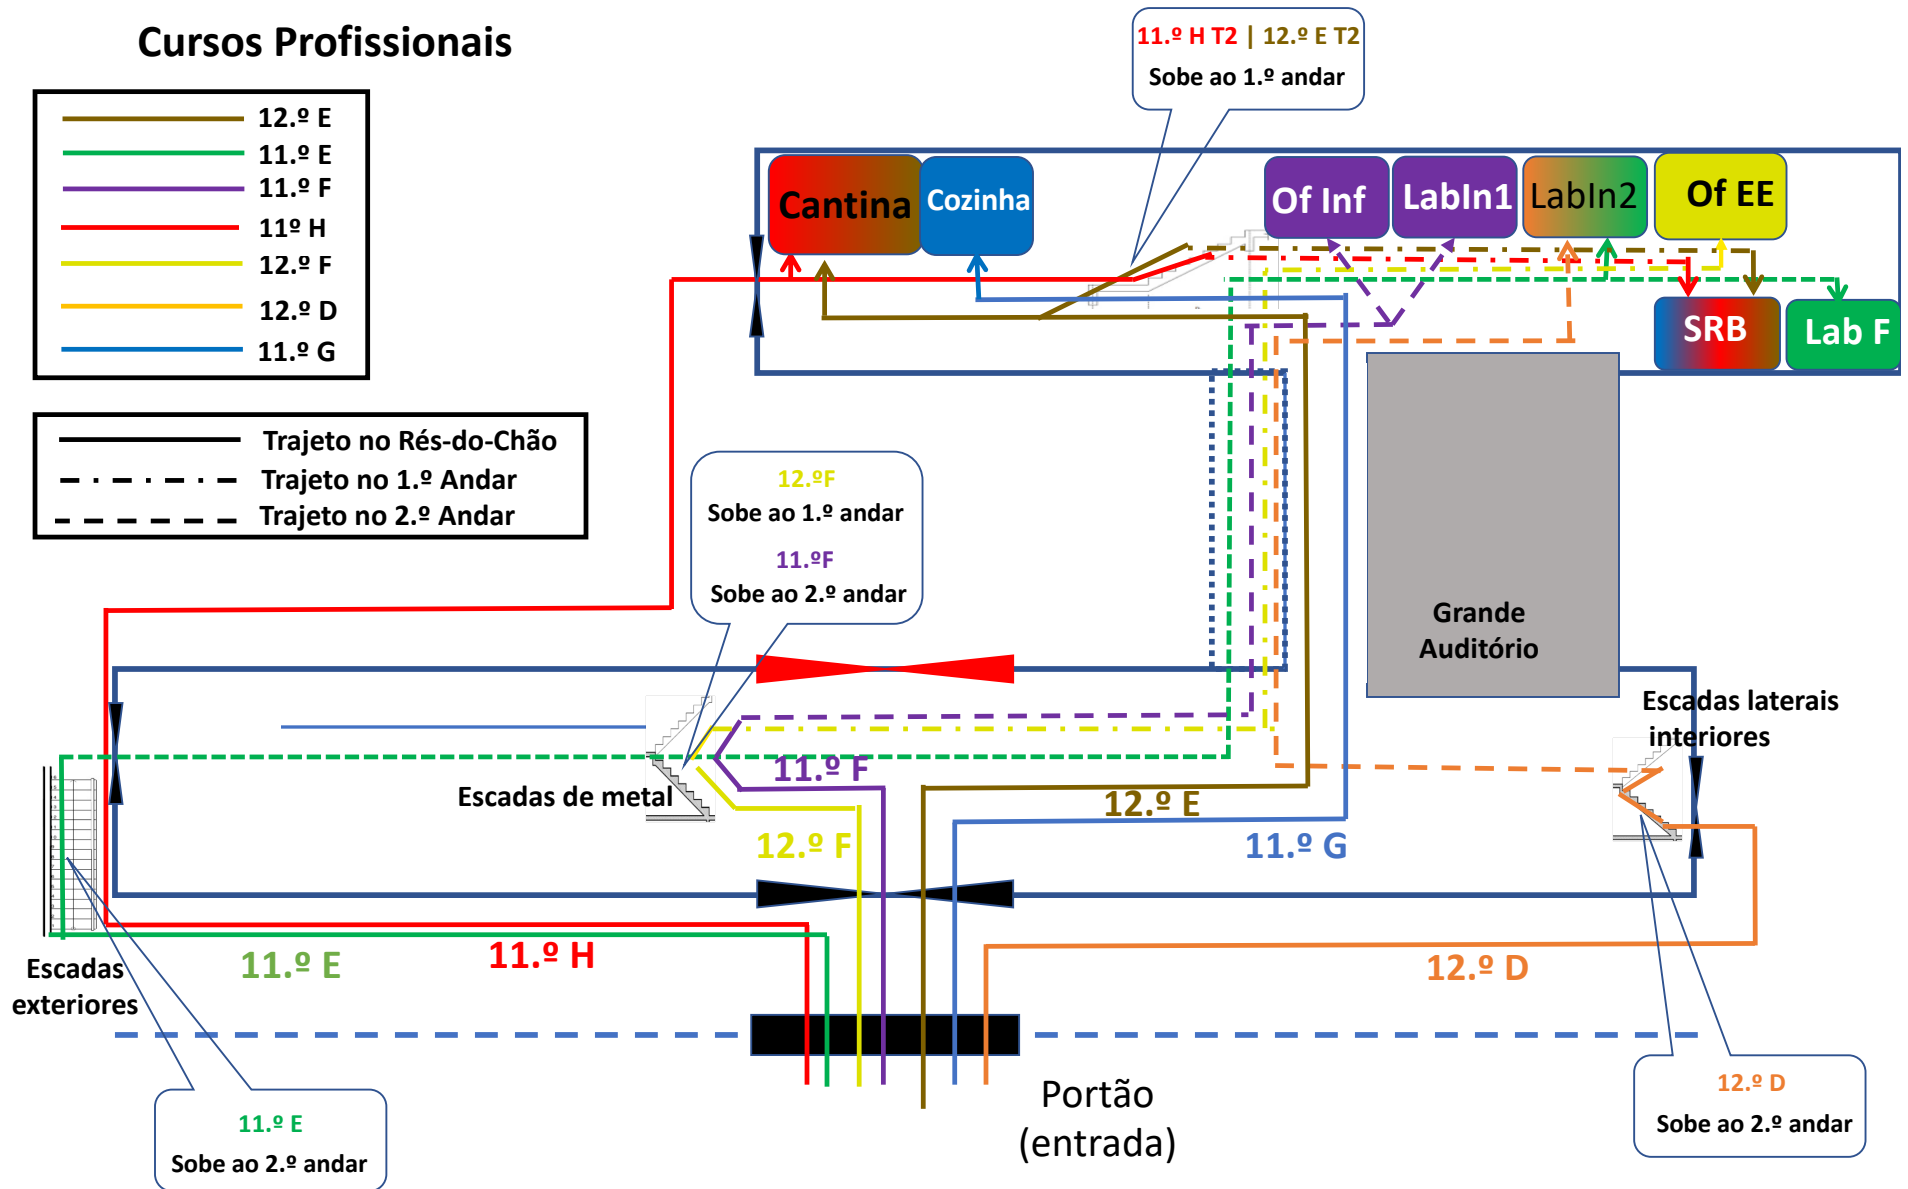 Cursos Profissionais
12.º E
11.º E
11.º F
11º H
12.º F
12.º D
11.º G
Trajeto no Rés-do-Chão
Trajeto no 1.º Andar
Trajeto no 2.º Andar
11.º H T2 | 12.º E T2
Sobe ao 1.º andar
Cantina
Cozinha
Of Inf
LabIn1
LabIn2
Of EE
SRB
Lab F
12.ºF
Sobe ao 1.º andar
11.ºF
Sobe ao 2.º andar
Grande
Auditório
Escadas laterais
interiores
Escadas de metal
11.º F
12.º F
12.º E
11.º G
11.º E
11.º H
12.º D
Escadas
exteriores
Portão
(entrada)
11.º E
Sobe ao 2.º andar
12.º D
Sobe ao 2.º andar